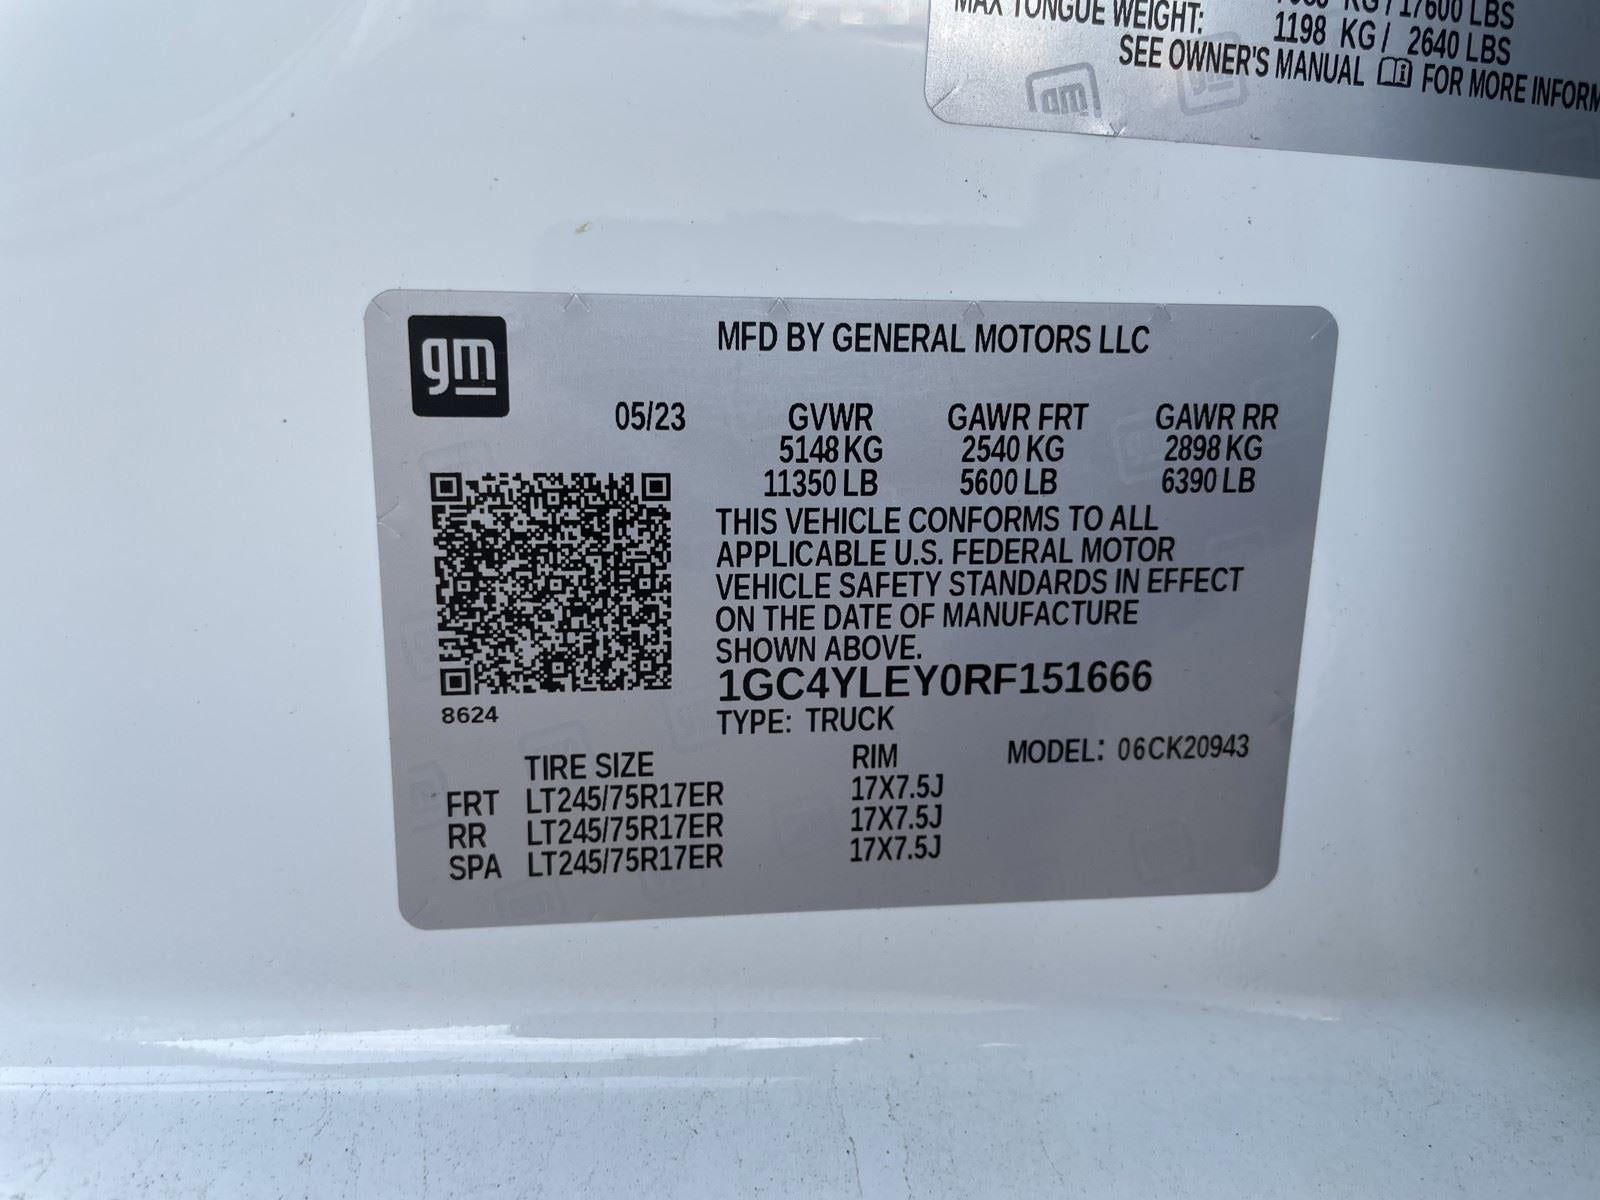 MAX TONGUE WEIGHT:
KG / 17600 LBS
1198 KG / 2640 LBS
SEE OWNER'S MANUAL FOR MORE
gm
gm
MFD BY GENERAL MOTORS LLC
05/23 GVWR GAWR FRT GAWR RR
5148 KG 2540 KG 2898 KG
11350 LB 5600 LB 6390 LB
THIS VEHICLE CONFORMS TO ALL
APPLICABLE U.S. FEDERAL MOTOR
VEHICLE SAFETY STANDARDS IN EFFECT
ON THE DATE OF MANUFACTURE
SHOWN ABOVE.
1GC4YLEY0RF151666
8624
TYPE: TRUCK
TIRE SIZE RIM MODEL: 06CK20943
FRT LT245/75R17ER 17X7.5J
RR LT245/75R17ER 17X7.5J
SPA LT245/75R17ER 17X7.5J